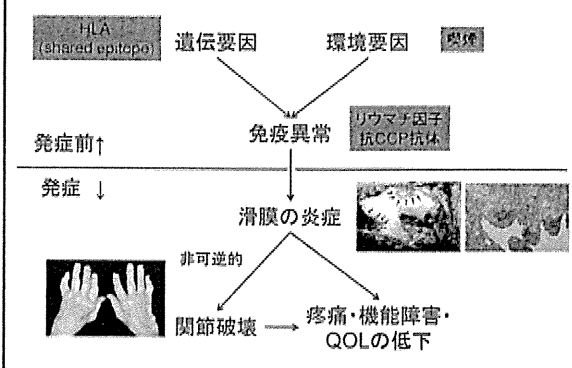 HLA
(shared epitope)
遺伝要因
環境要因
喫煙
免疫異常
リウマチ因子
抗CCP抗体
発症前↑
発症 ↓
滑膜の炎症
非可逆的
関節破壊
疼痛・機能障害・
QOLの低下